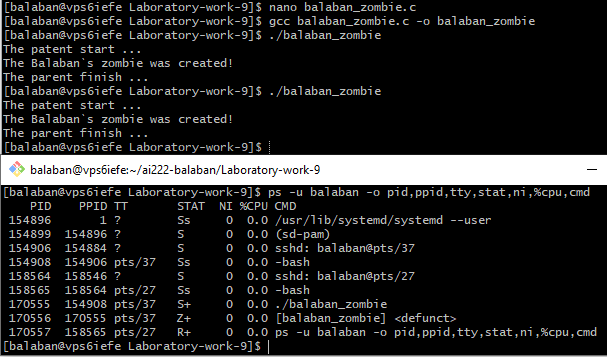 [balaban@vps6iefe Laboratory-work-9]$ nano balaban_zombie.c
[balaban@vps6iefe Laboratory-work-9]$ gcc balaban_zombie.c -o balaban_zombie
[balaban@vps6iefe Laboratory-work-9]$ ./balaban_zombie
The patent start ...
The Balaban`s zombie was created!
The parent finish ...
[balaban@vps6iefe Laboratory-work-9]$ ./balaban_zombie
The patent start ...
The Balaban`s zombie was created!
The parent finish ...
[balaban@vps6iefe Laboratory-work-9]$
balaban@vps6iefe:~/ai222-balaban/Laboratory-work-9
[balaban@vps6iefe Laboratory-work-9]$ ps -u balaban -o pid,ppid,tty,stat,ni,%cpu,cmd
PID PPID TT STAT NI %CPU CMD
154896 1 ? Ss 0 0.0 /usr/lib/systemd/systemd --user
154899 154896 ? S 0 0.0 (sd-pam)
154906 154884 ? S 0 0.0 sshd: balaban@pts/37
154908 154906 pts/37 Ss 0 0.0 -bash
158564 158546 ? S 0 0.0 sshd: balaban@pts/27
158565 158564 pts/27 Ss 0 0.0 -bash
170555 154908 pts/37 S+ 0 0.0 ./balaban_zombie
170556 170555 pts/37 Z+ 0 0.0 [balaban_zombie] <defunct>
170557 158565 pts/27 R+ 0 0.0 ps -u balaban -o pid,ppid,tty,stat,ni,%cpu,cmd
[balaban@vps6iefe Laboratory-work-9]$